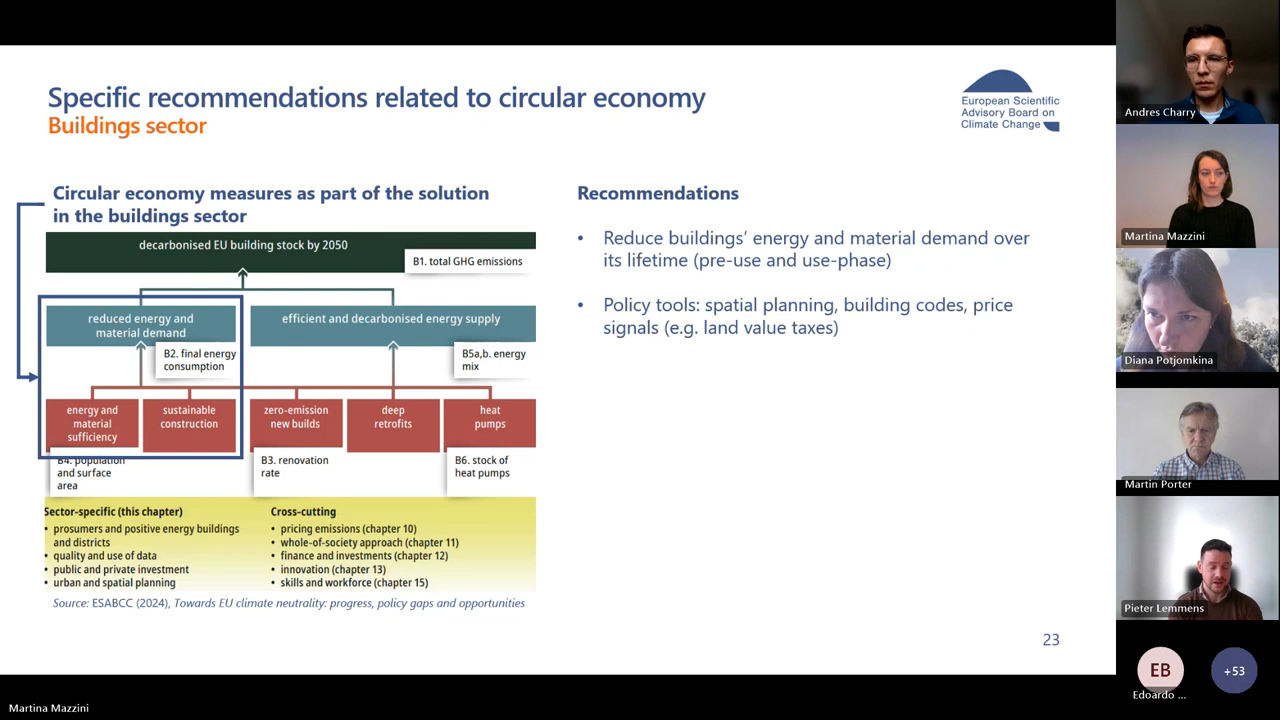 Specific recommendations related to circular economy
Buildings sector
European Scientific
Advisory Board on
Climate Change
Circular economy measures as part of the solution
in the buildings sector
decarbonised EU building stock by 2050
B1. total GHG emissions
reduced energy and
material demand
efficient and decarbonised energy supply
B2. final energy
consumption
B5a,b. energy
mix
energy and
material
sufficiency
sustainable
construction
zero-emission
new builds
deep
retrofits
heat
pumps
B4. population
and surface
area
B3. renovation
rate
B6. stock of
heat pumps
Sector-specific (this chapter)
• prosumers and positive energy buildings
and districts
• quality and use of data
• public and private investment
• urban and spatial planning
Cross-cutting
• pricing emissions (chapter 10)
• whole-of-society approach (chapter 11)
• finance and investments (chapter 12)
• innovation (chapter 13)
• skills and workforce (chapter 15)
Source: ESABCC (2024), Towards EU climate neutrality: progress, policy gaps and opportunities
Recommendations
• Reduce buildings’ energy and material demand over
its lifetime (pre-use and use-phase)
• Policy tools: spatial planning, building codes, price
signals (e.g. land value taxes)
23
Andres Charry
Martina Mazzini
Diana Potjomkina
Martin Porter
Pieter Lemmens
EB
Edoardo ...
+53
Martina Mazzini